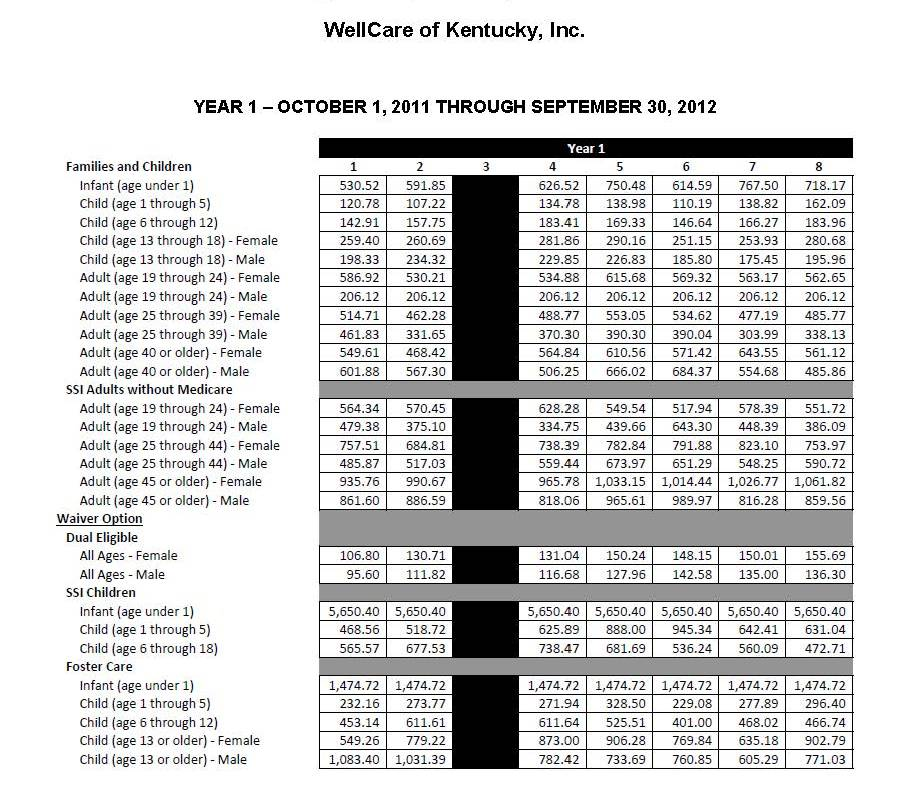 WellCare of Kentucky, Inc.
YEAR 1 – OCTOBER 1, 2011 THROUGH SEPTEMBER 30, 2012
Year 1
Families and Children 1 2 3 4 5 6 7 8
Infant (age under 1) 530.52 591.85 626.52 750.48 614.59 767.50 718.17
Child (age 1 through 5) 120.78 107.22 134.78 138.98 110.19 138.82 162.09
Child (age 6 through 12) 142.91 157.75 183.41 169.33 146.64 166.27 183.96
Child (age 13 through 18) - Female 259.40 260.69 281.86 290.16 251.15 253.93 280.68
Child (age 13 through 18) - Male 198.33 234.32 229.85 226.83 185.80 175.45 195.96
Adult (age 19 through 24) - Female 586.92 530.21 534.88 615.68 569.32 563.17 562.65
Adult (age 19 through 24) - Male 206.12 206.12 206.12 206.12 206.12 206.12 206.12
Adult (age 25 through 39) - Female 514.71 462.28 488.77 553.05 534.62 477.19 485.77
Adult (age 25 through 39) - Male 461.83 331.65 370.30 390.30 390.04 303.99 338.13
Adult (age 40 or older) - Female 549.61 468.42 564.84 610.56 571.42 643.55 561.12
Adult (age 40 or older) - Male 601.88 567.30 506.25 666.02 684.37 554.68 485.86
SSI Adults without Medicare
Adult (age 19 through 24) - Female 564.34 570.45 628.28 549.54 517.94 578.39 551.72
Adult (age 19 through 24) - Male 479.38 375.10 334.75 439.66 643.30 448.39 386.09
Adult (age 25 through 44) - Female 757.51 684.81 738.39 782.84 791.88 823.10 753.97
Adult (age 25 through 44) - Male 485.87 517.03 559.44 673.97 651.29 548.25 590.72
Adult (age 45 or older) - Female 935.76 990.67 965.78 1,033.15 1,014.44 1,026.77 1,061.82
Adult (age 45 or older) - Male 861.60 886.59 818.06 965.61 989.97 816.28 859.56
Waiver Option
Dual Eligible
All Ages - Female 106.80 130.71 131.04 150.24 148.15 150.01 155.69
All Ages - Male 95.60 111.82 116.68 127.96 142.58 135.00 136.30
SSI Children
Infant (age under 1) 5,650.40 5,650.40 5,650.40 5,650.40 5,650.40 5,650.40 5,650.40
Child (age 1 through 5) 468.56 518.72 625.89 888.00 945.34 642.41 631.04
Child (age 6 through 18) 565.57 677.53 738.47 681.69 536.24 560.09 472.71
Foster Care
Infant (age under 1) 1,474.72 1,474.72 1,474.72 1,474.72 1,474.72 1,474.72 1,474.72
Child (age 1 through 5) 232.16 273.77 271.94 328.50 229.08 277.89 296.40
Child (age 6 through 12) 453.14 611.61 611.64 525.51 401.00 468.02 466.74
Child (age 13 or older) - Female 549.26 779.22 873.00 906.28 769.84 635.18 902.79
Child (age 13 or older) - Male 1,083.40 1,031.39 782.42 733.69 760.85 605.29 771.03